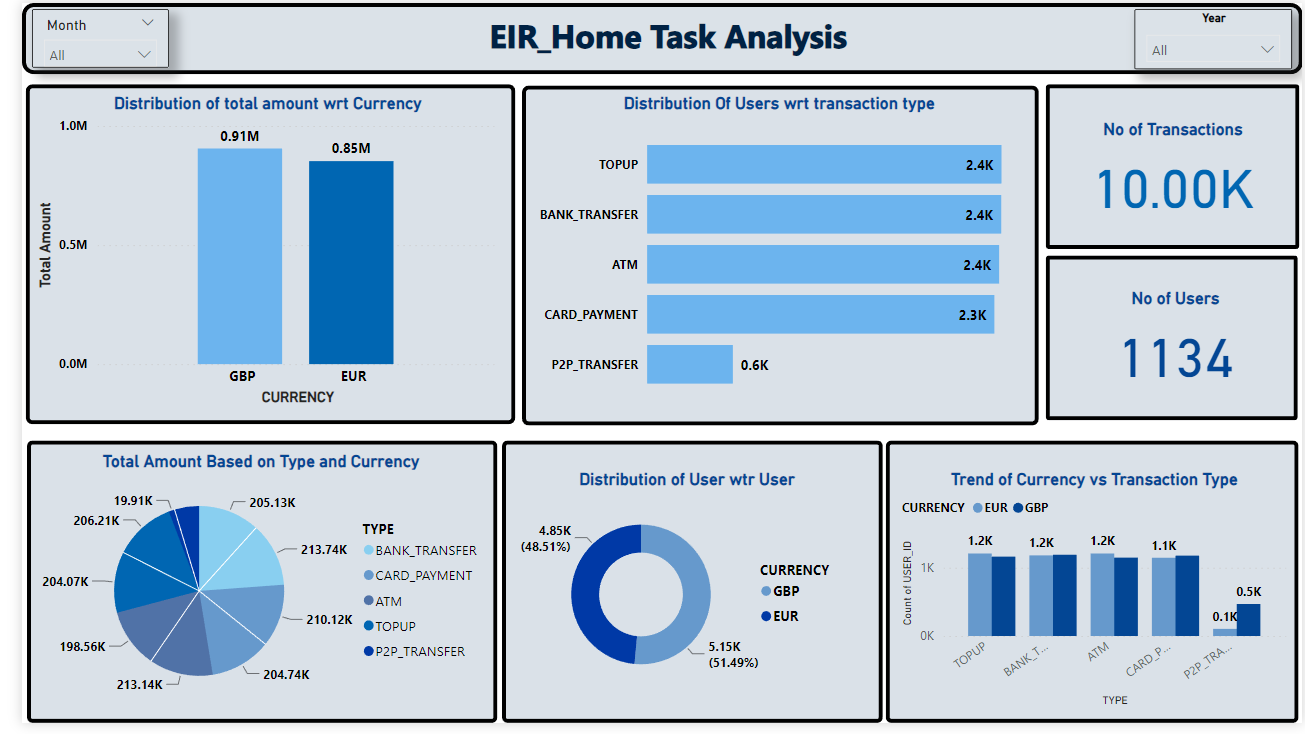 Month
All
EIR_Home Task Analysis
Year
All
Distribution of total amount wrt Currency
Total Amount
1.0M
0.5M
0.0M
0.91M
0.85M
GBP
EUR
CURRENCY
Distribution Of Users wrt transaction type
TOPUP
2.4K
BANK_TRANSFER
2.4K
ATM
2.4K
CARD_PAYMENT
2.3K
P2P_TRANSFER
0.6K
No of Transactions
10.00K
No of Users
1134
Total Amount Based on Type and Currency
19.91K
205.13K
206.21K
213.74K
204.07K
210.12K
198.56K
204.74K
213.14K
TYPE
BANK_TRANSFER
CARD_PAYMENT
ATM
TOPUP
P2P_TRANSFER
Distribution of User wtr User
4.85K
(48.51%)
5.15K
(51.49%)
CURRENCY
GBP
EUR
Trend of Currency vs Transaction Type
CURRENCY EUR GBP
Count of USER_ID
1K
0K
1.2K
1.2K
1.2K
1.1K
0.1K
0.5K
TOPUP
BANK_T...
ATM
CARD_P...
P2P_TRA...
TYPE